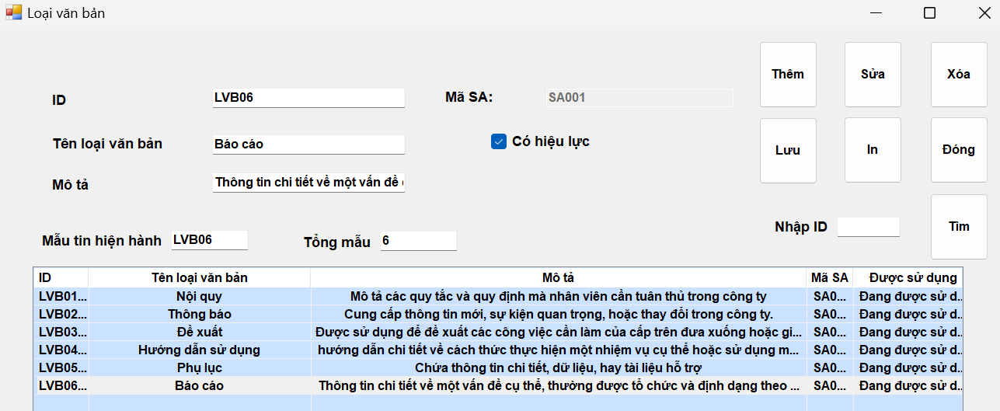 Loại văn bản
Thêm Sửa Xóa
ID LVB06 Mã SA: SA001
Tên loại văn bản Báo cáo Có hiệu lực
Lưu In Đóng
Mô tả Thông tin chi tiết về một vấn đề
Nhập ID Tìm
Mẫu tin hiện hành LVB06 Tổng mẫu 6
ID Tên loại văn bản Mô tả Mã SA Được sử dụng
LVB01... Nội quy Mô tả các quy tắc và quy định mà nhân viên cần tuân thủ trong công ty SA0... Đang được sử d...
LVB02... Thông báo Cung cấp thông tin mới, sự kiện quan trọng, hoặc thay đổi trong công ty. SA0... Đang được sử d...
LVB03... Đề xuất Được sử dụng để đề xuất các công việc cần làm của cấp trên đưa xuống hoặc gi... SA0... Đang được sử d...
LVB04... Hướng dẫn sử dụng hướng dẫn chi tiết về cách thức thực hiện một nhiệm vụ cụ thể hoặc sử dụng m... SA0... Đang được sử d...
LVB05... Phụ lục Chứa thông tin chi tiết, dữ liệu, hay tài liệu hỗ trợ SA0... Đang được sử d...
LVB06... Báo cáo Thông tin chi tiết về một vấn đề cụ thể, thường được tổ chức và định dạng theo ... SA0... Đang được sử d...